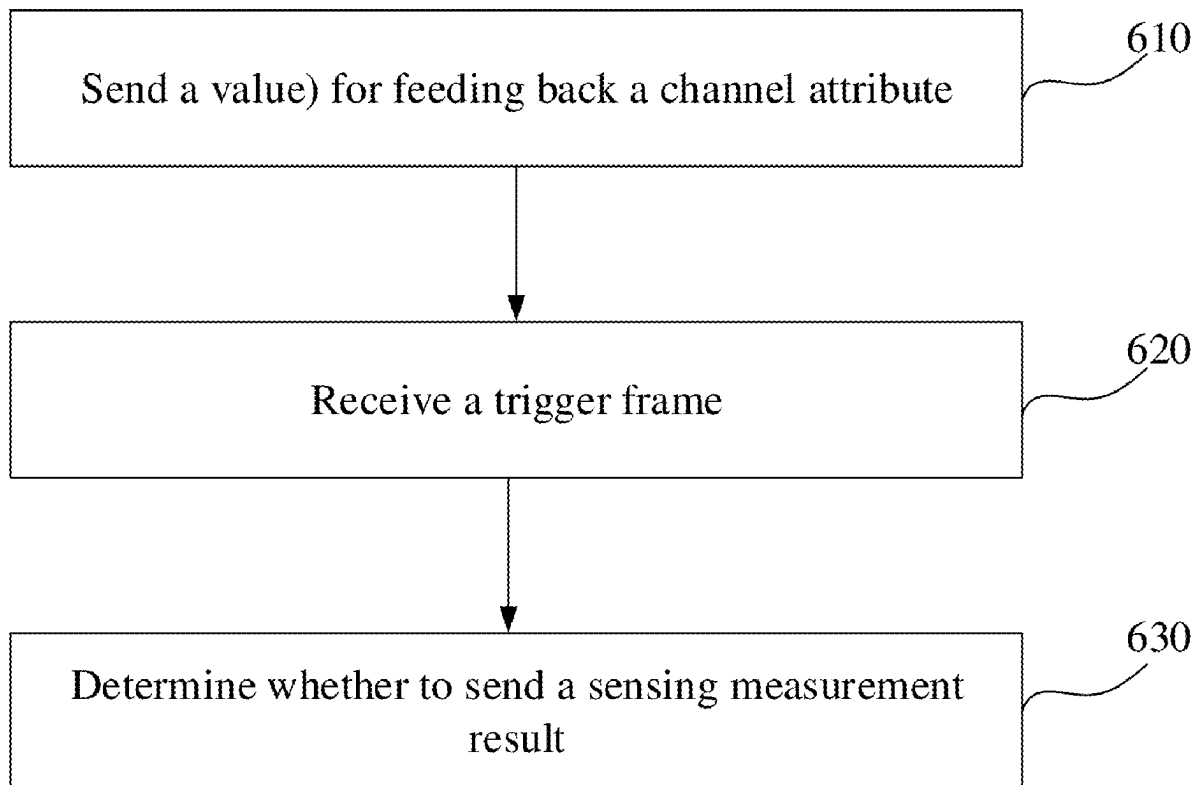 610
Send a value) for feeding back a channel attribute
620
Receive a trigger frame
630
Determine whether to send a sensing measurement
result